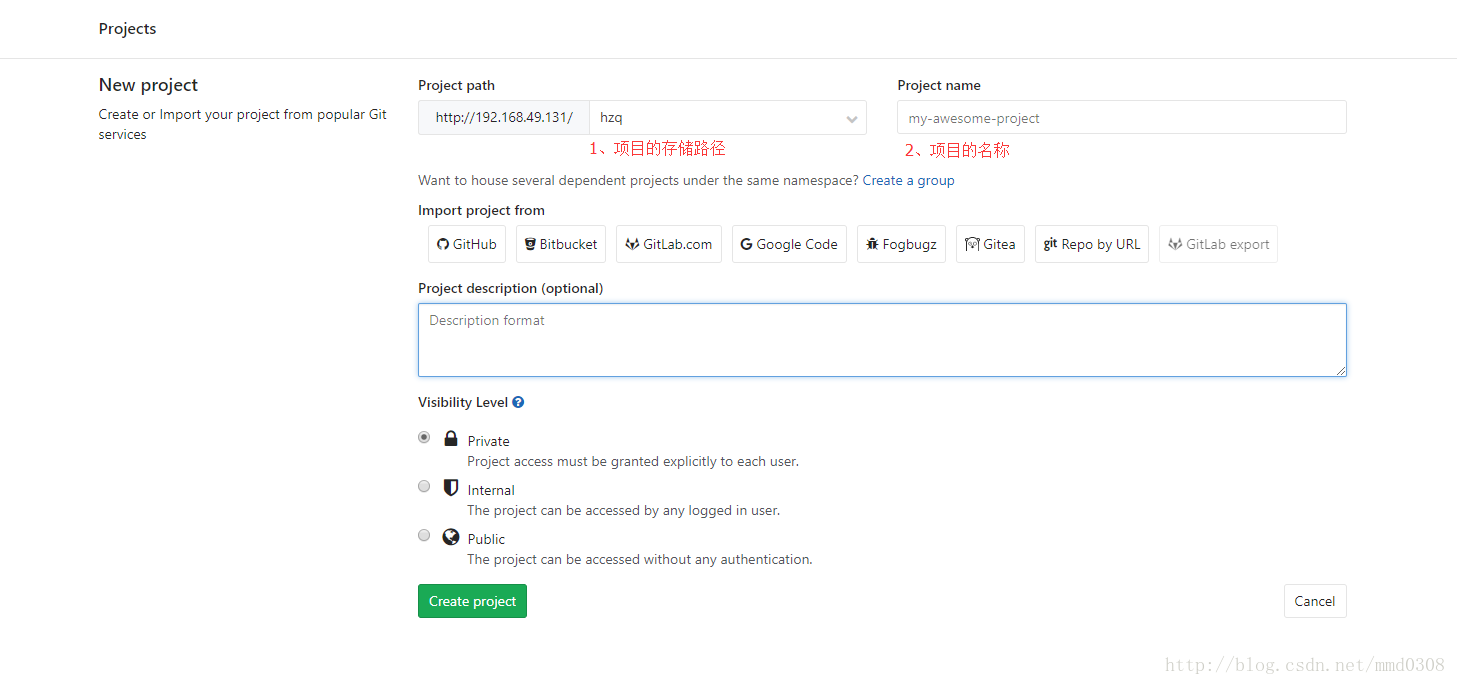 Projects
New project
Create or Import your project from popular Git
services
Project path
Project name
http://192.168.49.131/
hzq
my-awesome-project
1、项目的存储路径
2、项目的名称
Want to house several dependent projects under the same namespace? Create a group
Import project from
GitHub
Bitbucket
GitLab.com
Google Code
Fogbugz
Gitea
git Repo by URL
GitLab export
Project description (optional)
Description format
Visibility Level ?
Private
Project access must be granted explicitly to each user.
Internal
The project can be accessed by any logged in user.
Public
The project can be accessed without any authentication.
Create project
Cancel
http://blog.csdn.net/mmd0308